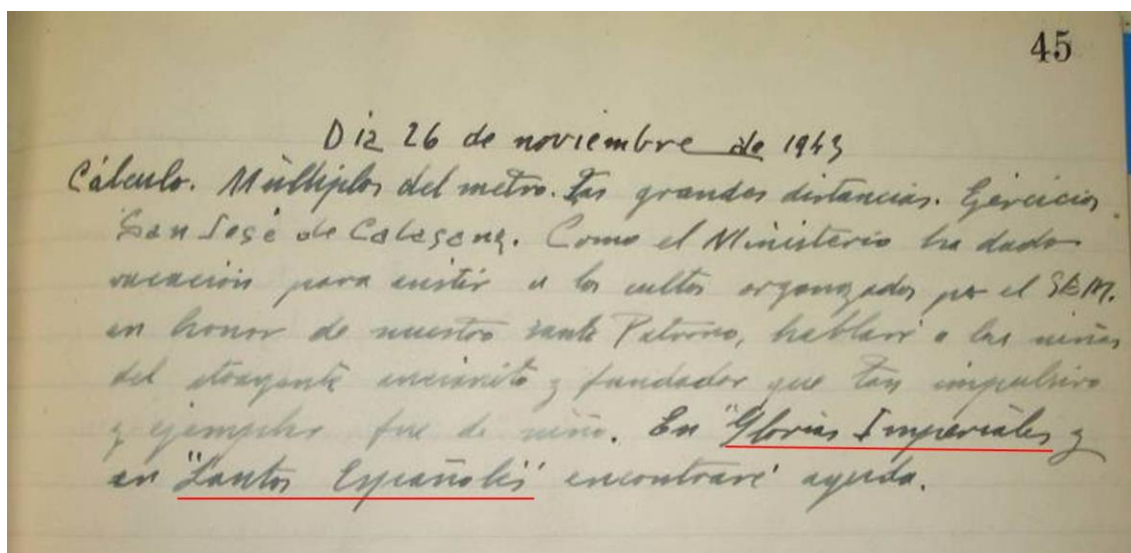 45
Día 26 de noviembre de 1943
Cálculo. Múltiplos del metro. Las grandes distancias. Ejercicios.
San José de Calasanz. Como el Ministerio ha dado
vacación para asistir a los cultos organizados por el SEM.
en honor de nuestro santo Patrono, hablaré a las niñas
del atrayente ancianito y fundador que tan impulsivo
y ejemplar fue de niño. En "Glorias Imperiales y
en "Santos Españoles" encontraré ayuda.